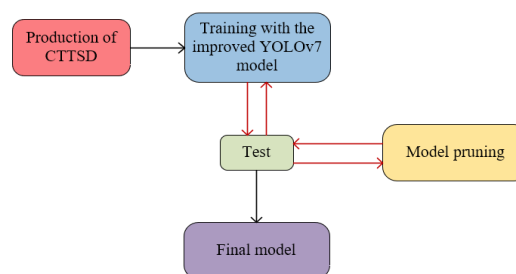 Production of
CTTSD
Training with the
improved YOLOv7
model
Test
Model pruning
Final model